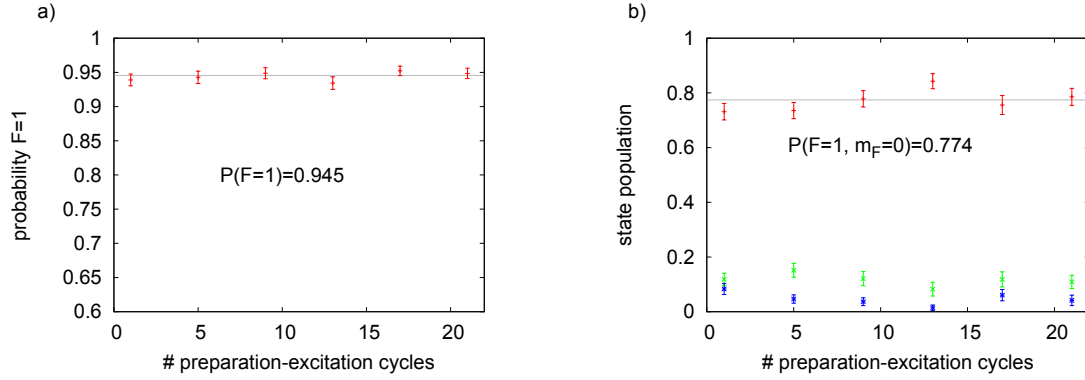 a)
1
0.95
0.9
0.85
0.8
0.75
0.7
0.65
0.6
probability F=1
P(F=1)=0.945
0 5 10 15 20
# preparation-excitation cycles
b)
1
0.8
0.6
0.4
0.2
0
state population
P(F=1, m_F=0)=0.774
0 5 10 15 20
# preparation-excitation cycles